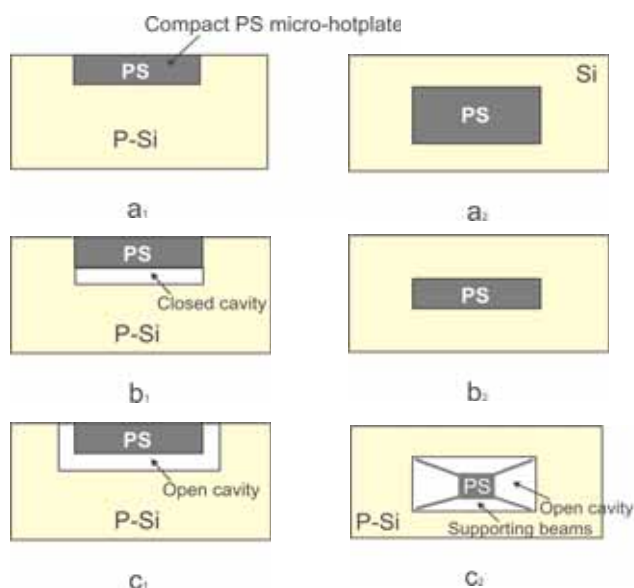 Compact PS micro-hotplate
PS
P-Si
a₁
Si
PS
a₂
PS
Closed cavity
P-Si
b₁
PS
b₂
PS
Open cavity
P-Si
c₁
PS
Open cavity
P-Si
Supporting beams
c₂